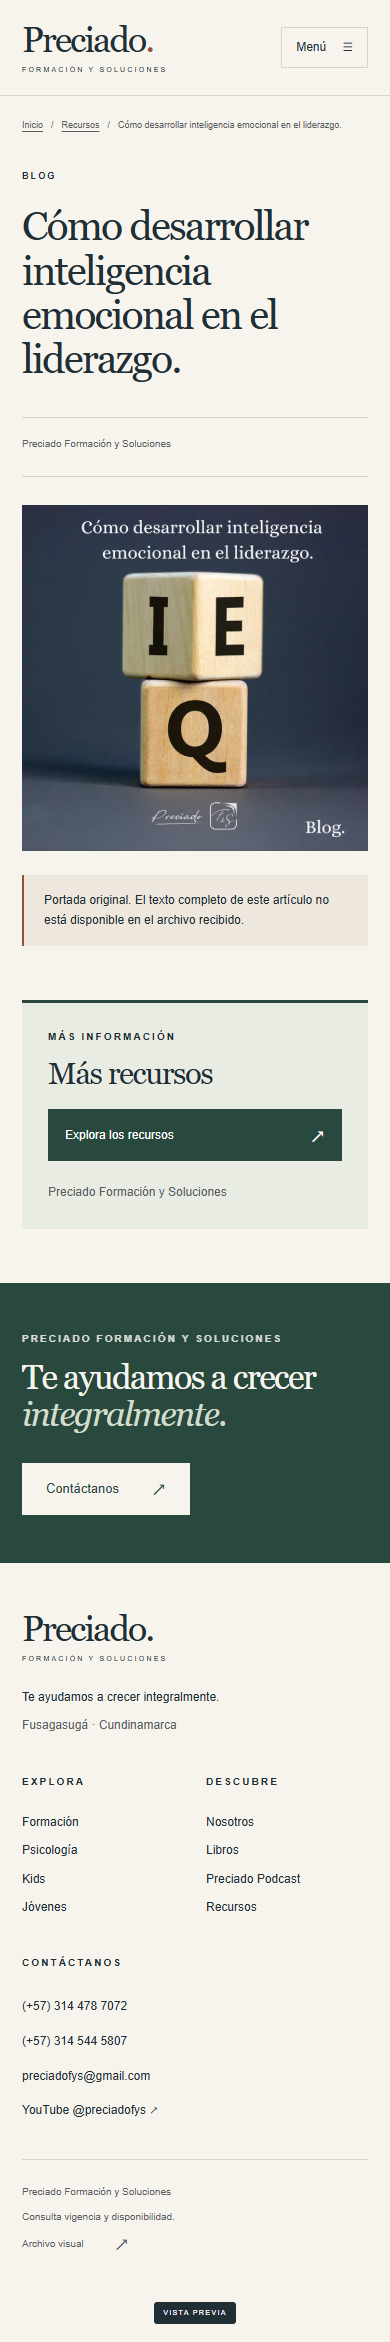 Preciado.
FORMACIÓN Y SOLUCIONES
Menú ☰
Inicio / Recursos / Cómo desarrollar inteligencia emocional en el liderazgo.
BLOG
Cómo desarrollar
inteligencia
emocional en el
liderazgo.
Preciado Formación y Soluciones
Cómo desarrollar inteligencia
emocional en el liderazgo.
I E
Q
Preciado
Blog.
Portada original. El texto completo de este artículo no
está disponible en el archivo recibido.
MÁS INFORMACIÓN
Más recursos
Explora los recursos ↗
Preciado Formación y Soluciones
PRECIADO FORMACIÓN Y SOLUCIONES
Te ayudamos a crecer
integralmente.
Contáctanos ↗
Preciado.
FORMACIÓN Y SOLUCIONES
Te ayudamos a crecer integralmente.
Fusagasugá · Cundinamarca
EXPLORA
Formación
Psicología
Kids
Jóvenes
DESCUBRE
Nosotros
Libros
Preciado Podcast
Recursos
CONTÁCTANOS
(+57) 314 478 7072
(+57) 314 544 5807
preciadofys@gmail.com
YouTube @preciadofys ↗
Preciado Formación y Soluciones
Consulta vigencia y disponibilidad.
Archivo visual ↗
VISTA PREVIA